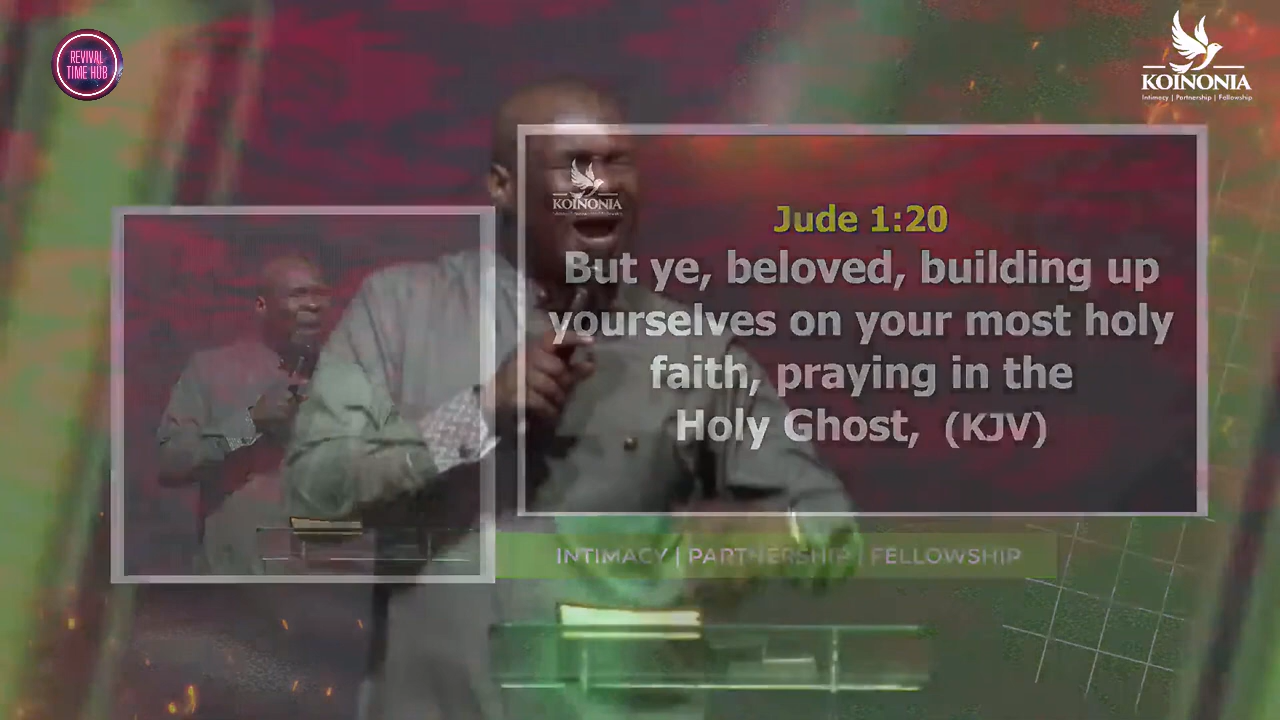 REVIVAL
TIME HUB
KOINONIA
Intimacy | Partnership | Fellowship
KOINONIA
Jude 1:20
But ye, beloved, building up
yourselves on your most holy
faith, praying in the
Holy Ghost, (KJV)
INTIMACY | PARTNERSHIP | FELLOWSHIP